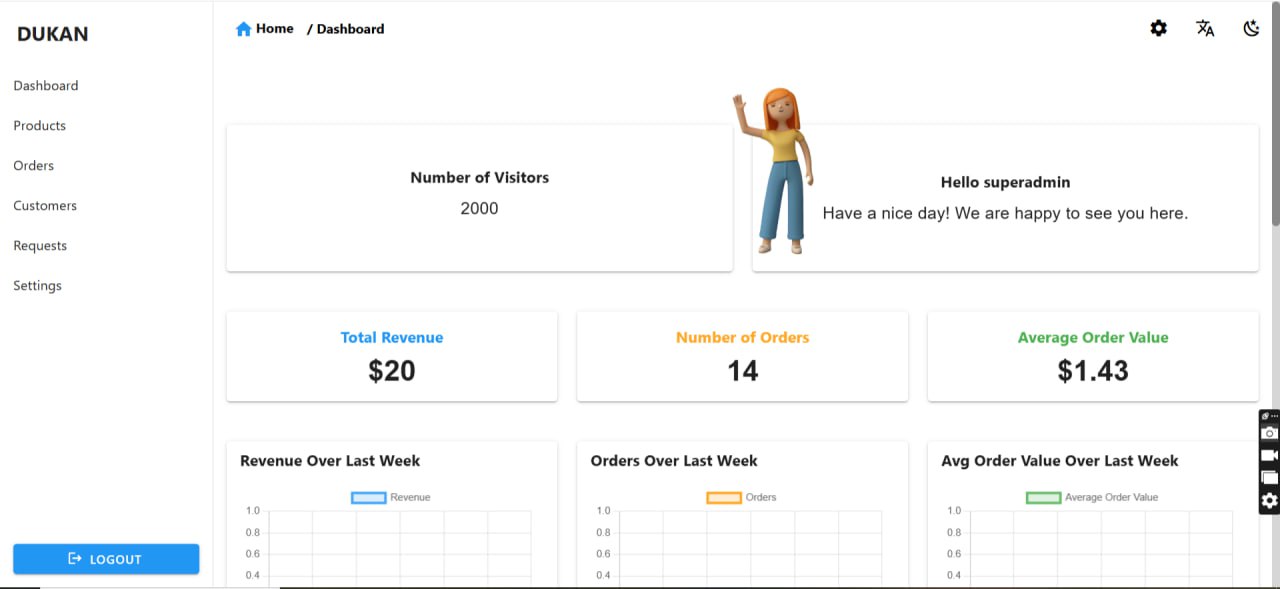 DUKAN
Home / Dashboard
Dashboard
Products
Orders
Customers
Requests
Settings
LOGOUT
Number of Visitors
2000
Hello superadmin
Have a nice day! We are happy to see you here.
Total Revenue
$20
Number of Orders
14
Average Order Value
$1.43
Revenue Over Last Week
Revenue
1.0
0.8
0.6
0.4
Orders Over Last Week
Orders
1.0
0.8
0.6
0.4
Avg Order Value Over Last Week
Average Order Value
1.0
0.8
0.6
0.4